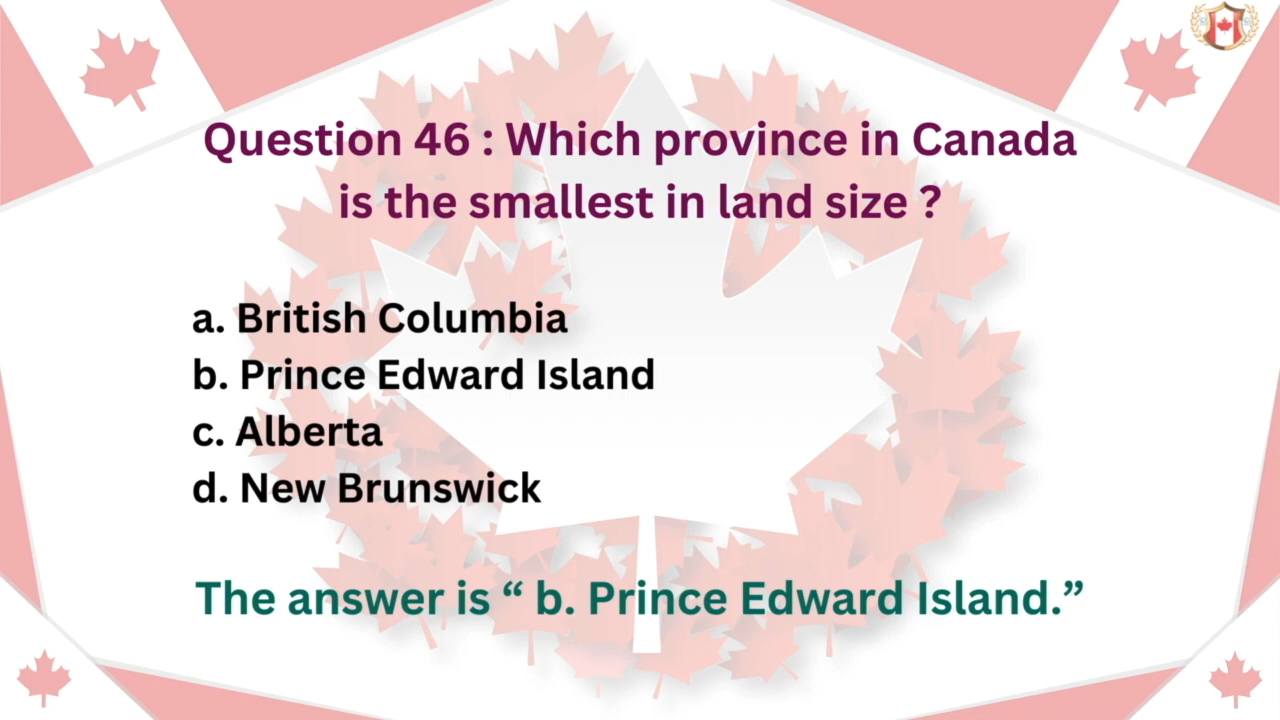 Question 46 : Which province in Canada
is the smallest in land size ?
a. British Columbia
b. Prince Edward Island
c. Alberta
d. New Brunswick
The answer is “ b. Prince Edward Island.”